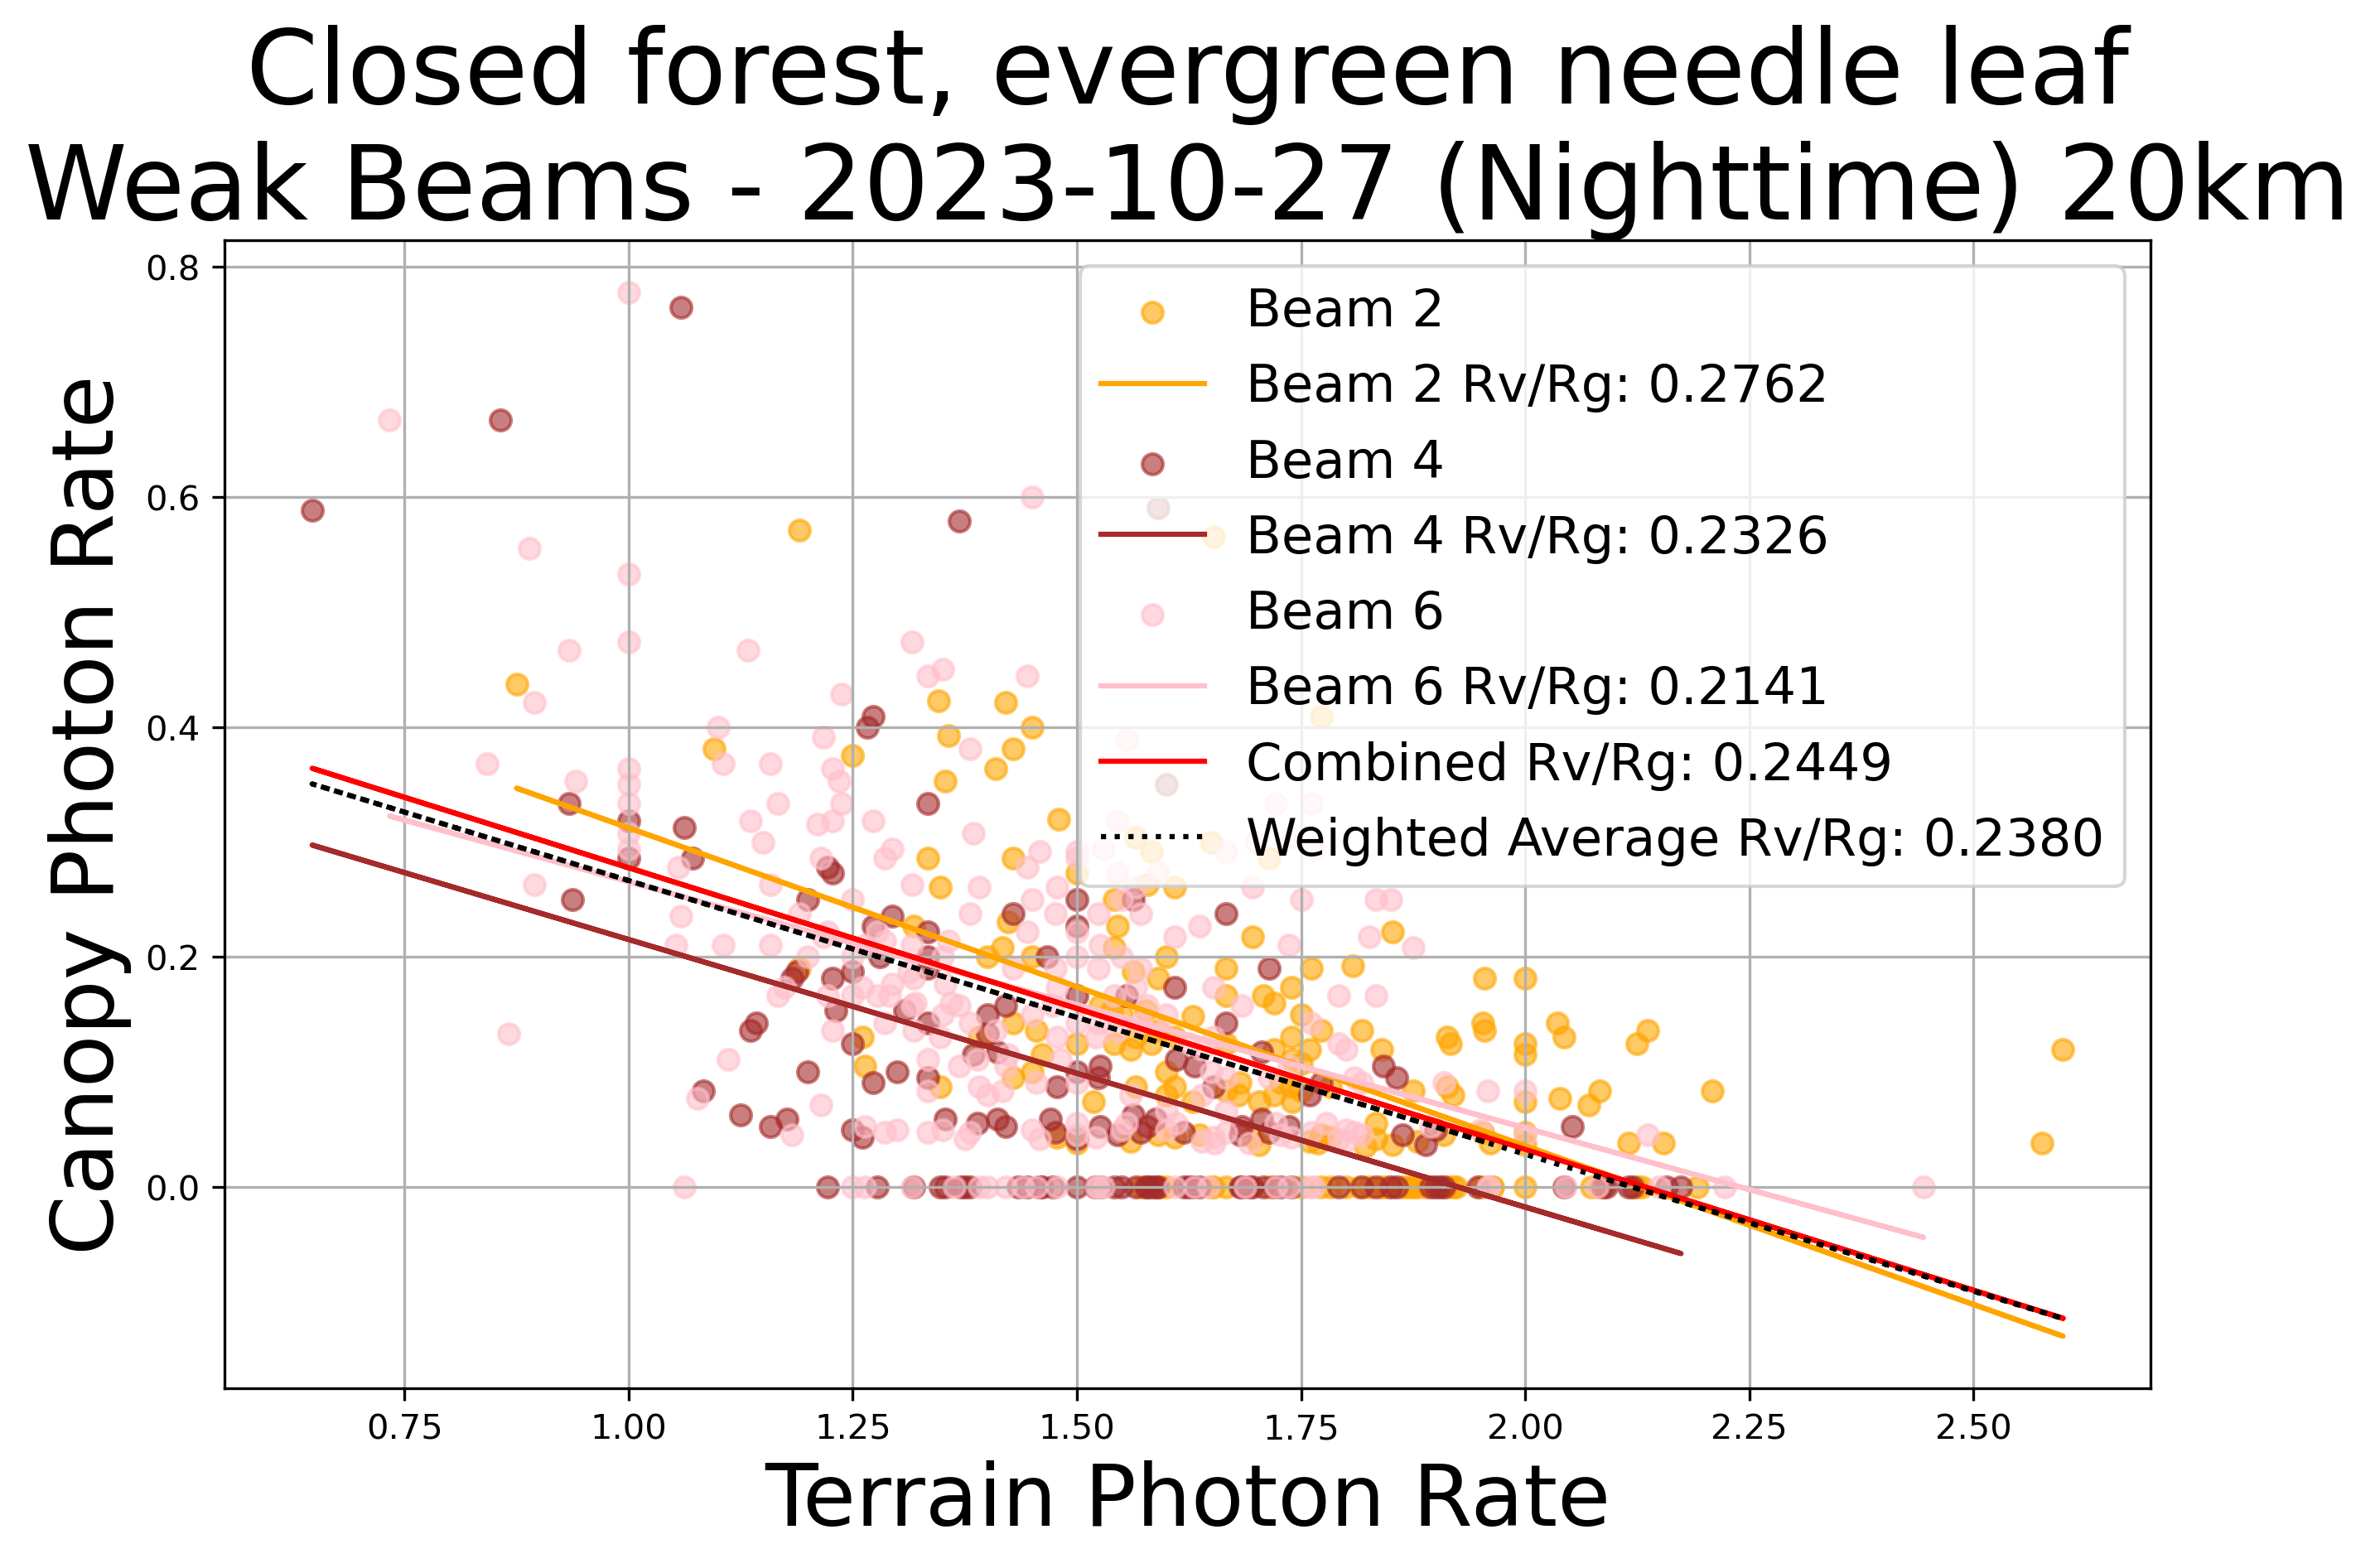 Closed forest, evergreen needle leaf
Weak Beams - 2023-10-27 (Nighttime) 20km
Canopy Photon Rate
0.8
0.6
0.4
0.2
0.0
Beam 2
Beam 2 Rv/Rg: 0.2762
Beam 4
Beam 4 Rv/Rg: 0.2326
Beam 6
Beam 6 Rv/Rg: 0.2141
Combined Rv/Rg: 0.2449
Weighted Average Rv/Rg: 0.2380
0.75 1.00 1.25 1.50 1.75 2.00 2.25 2.50
Terrain Photon Rate